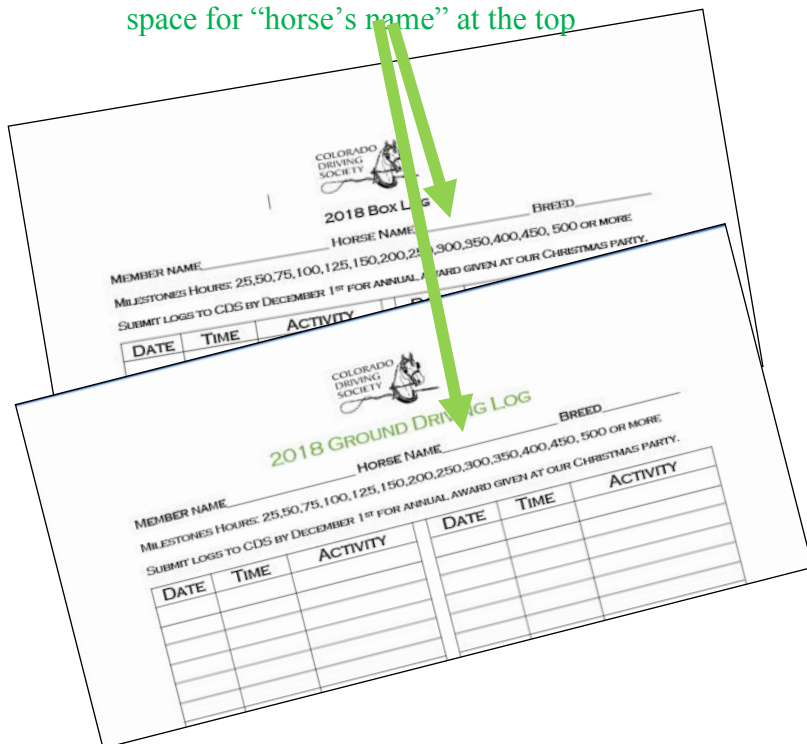 space for “horse’s name” at the top
COLORADO
DRIVING
SOCIETY
2018 BOX LOG
MEMBER NAME HORSE NAME BREED
MILESTONES HOURS: 25,50,75,100,125,150,200,250,300,350,400,450, 500 OR MORE
SUBMIT LOGS TO CDS BY DECEMBER 1ST FOR ANNUAL AWARD GIVEN AT OUR CHRISTMAS PARTY.
DATE TIME ACTIVITY
COLORADO
DRIVING
SOCIETY
2018 GROUND DRIVING LOG
MEMBER NAME HORSE NAME BREED
MILESTONES HOURS: 25,50,75,100,125,150,200,250,300,350,400,450, 500 OR MORE
SUBMIT LOGS TO CDS BY DECEMBER 1ST FOR ANNUAL AWARD GIVEN AT OUR CHRISTMAS PARTY.
DATE TIME ACTIVITY DATE TIME ACTIVITY